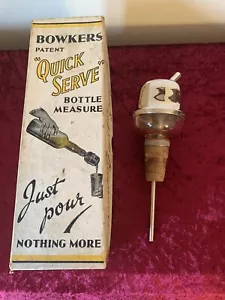 BOWKERS
PATENT
"QUICK
SERVE"
BOTTLE
MEASURE
Just
pour
NOTHING MORE